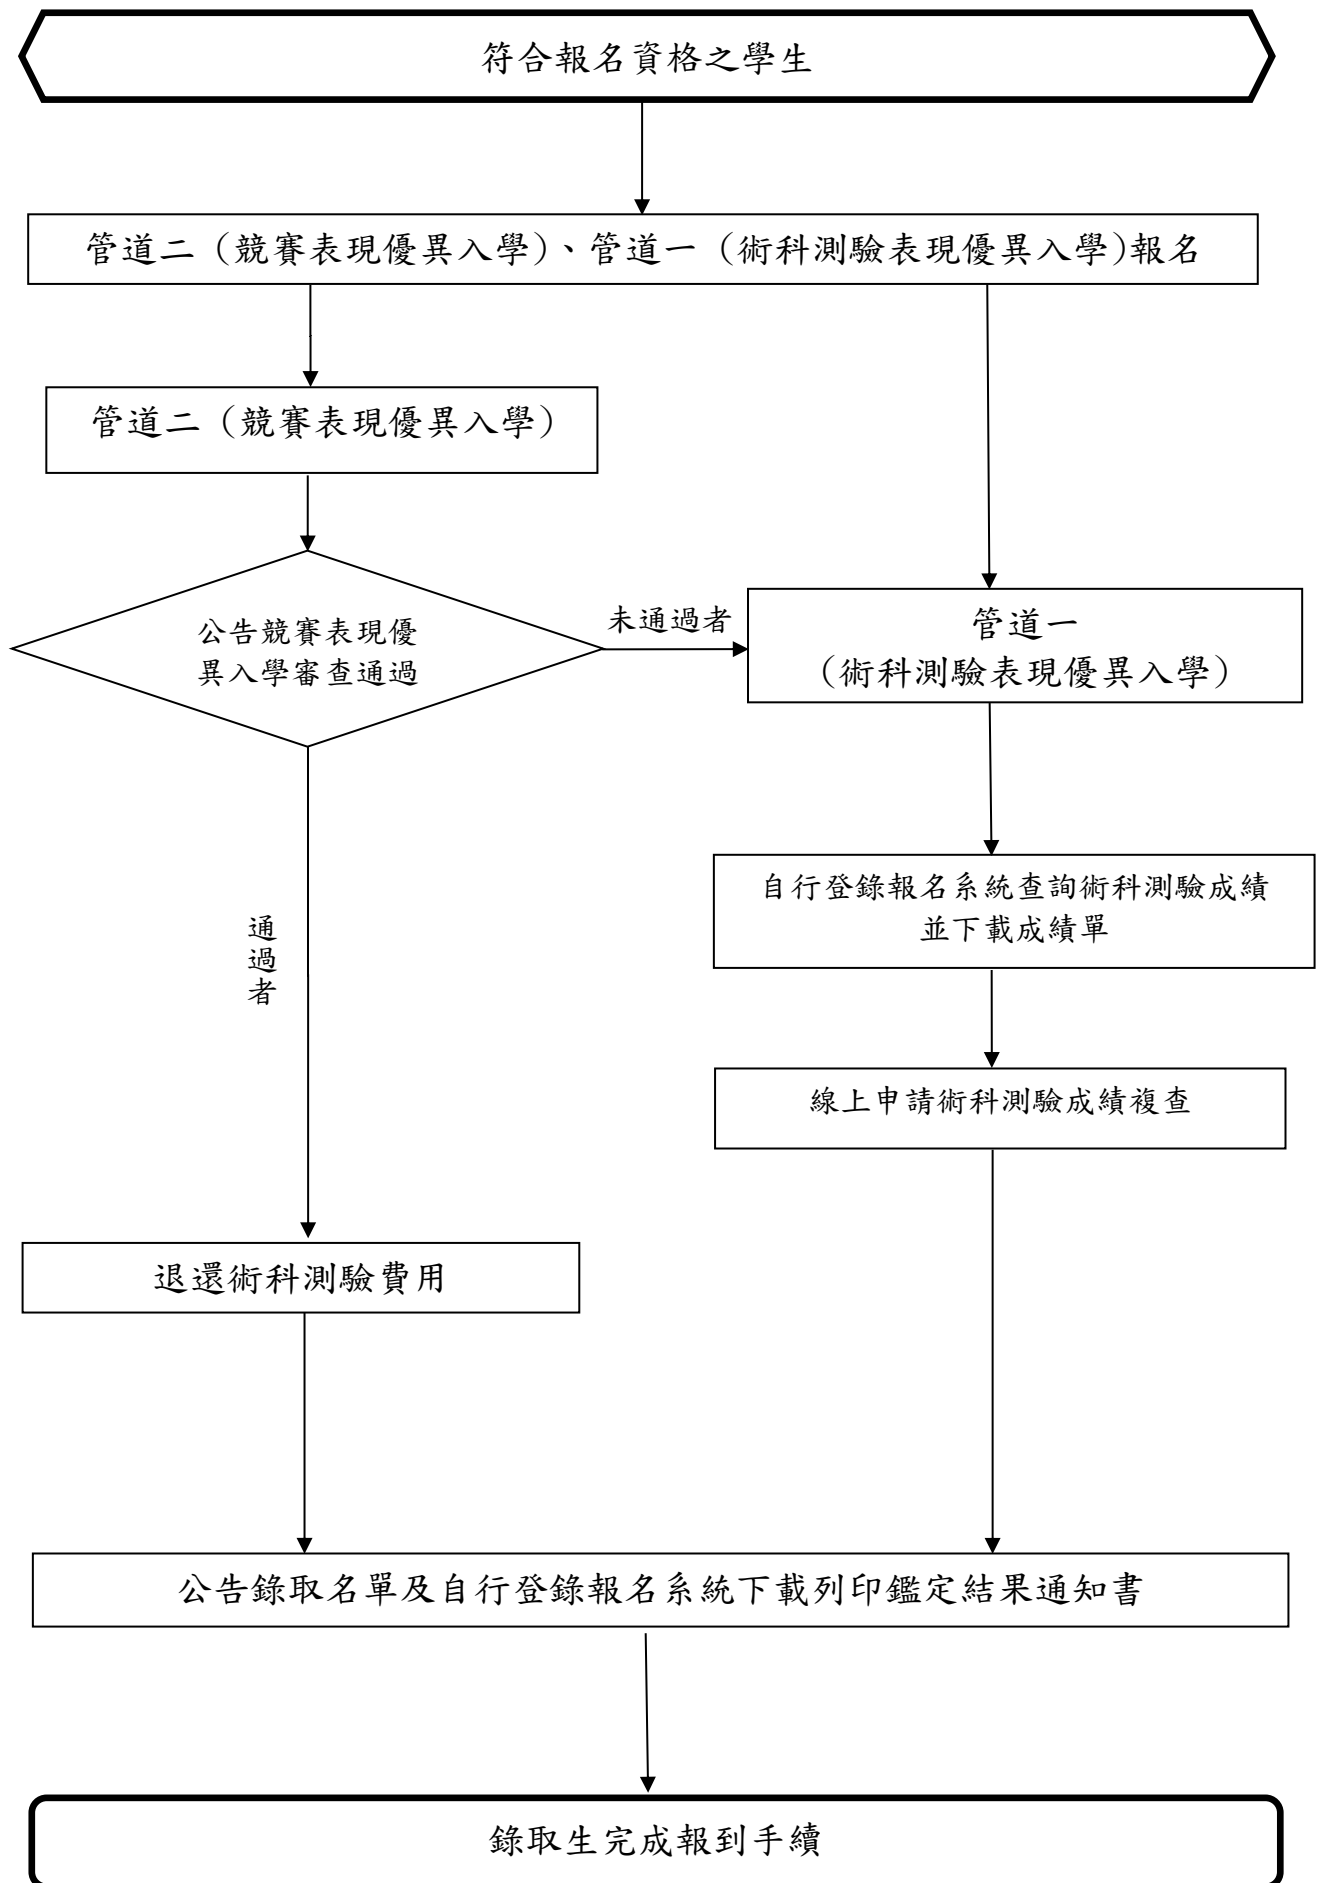 符合報名資格之學生
管道二（競賽表現優異入學）、管道一（術科測驗表現優異入學）報名
管道二（競賽表現優異入學）
公告競賽表現優
異入學審查通過
未通過者
管道一
（術科測驗表現優異入學）
自行登錄報名系統查詢術科測驗成績
並下載成績單
通過者
線上申請術科測驗成績複查
退還術科測驗費用
公告錄取名單及自行登錄報名系統下載列印鑑定結果通知書
錄取生完成報到手續